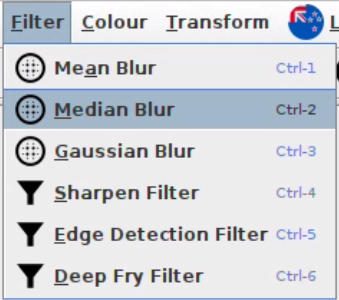 Filter Colour Transform L
Mean Blur Ctrl-1
Median Blur Ctrl-2
Gaussian Blur Ctrl-3
Sharpen Filter Ctrl-4
Edge Detection Filter Ctrl-5
Deep Fry Filter Ctrl-6